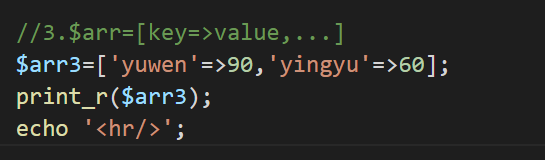 //3.$arr=[key=>value,...]
$arr3=['yuwen'=>90,'yingyu'=>60];
print_r($arr3);
echo '<hr/>';